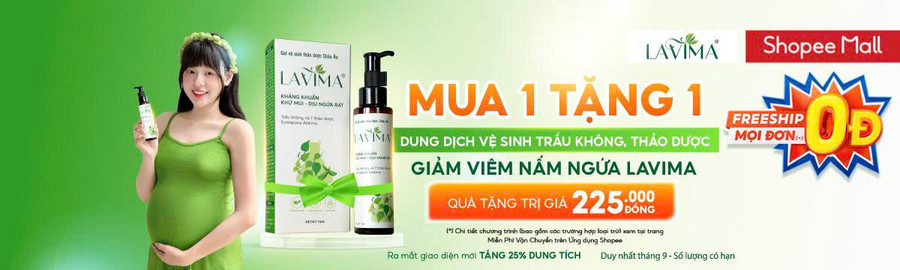 LAVIMA®
Shopee Mall
Gel vệ sinh thảo dược Châu Âu
LAVIMA®
KHÁNG KHUẨN
KHỬ MÙI - DỊU NGỨA RÁT
LAVIMA
MUA 1 TẶNG 1
FREESHIP
MỌI ĐƠN(*)
0Đ
DUNG DỊCH VỆ SINH TRẦU KHÔNG, THẢO DƯỢC
GIẢM VIÊM NẤM NGỨA LAVIMA
QUÀ TẶNG TRỊ GIÁ 225.000 ĐỒNG
(*) Chi tiết chương trình (bao gồm các trường hợp loại trừ) xem tại trang
Miễn Phí Vận Chuyển trên Ứng dụng Shopee
Ra mắt giao diện mới TĂNG 25% DUNG TÍCH
Duy nhất tháng 9 - Số lượng có hạn